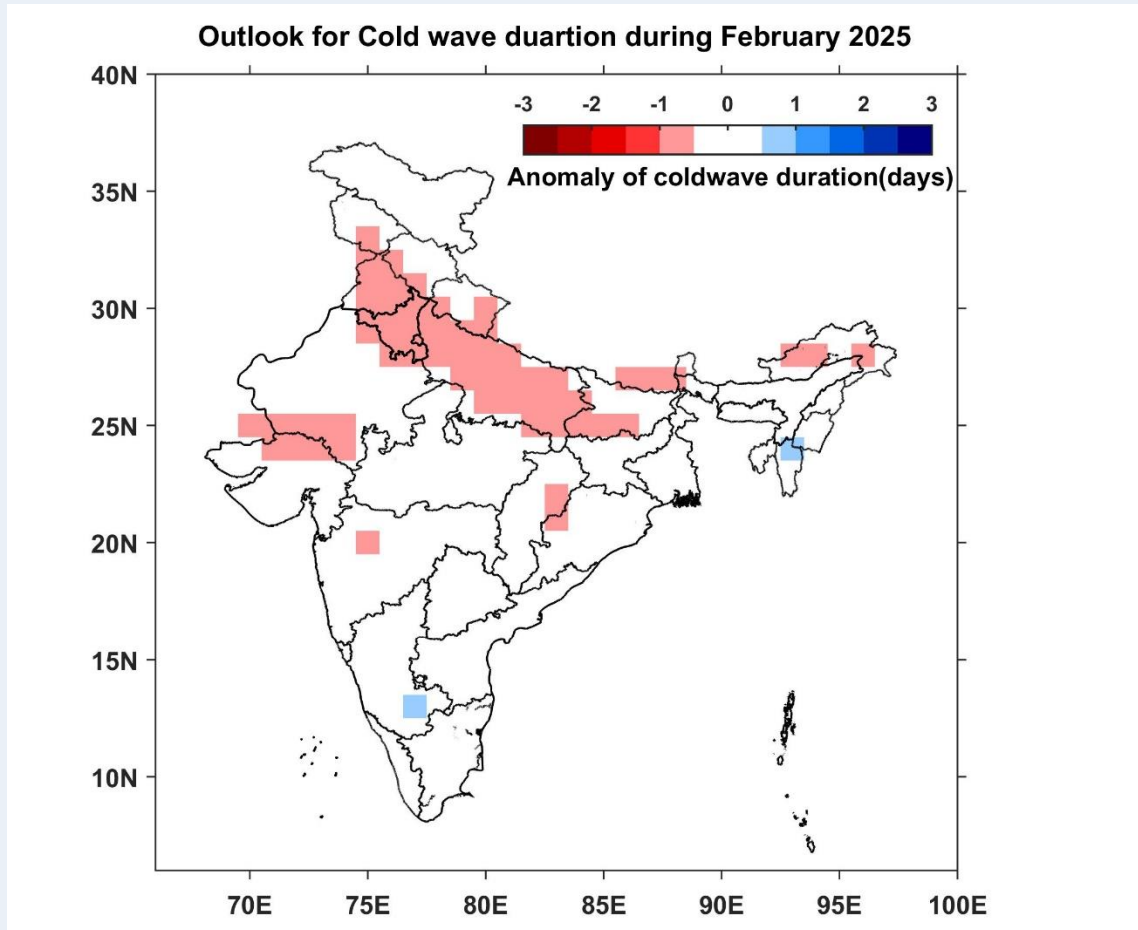 Outlook for Cold wave duartion during February 2025
40N
-3 -2 -1 0 1 2 3
Anomaly of coldwave duration(days)
35N
30N
25N
20N
15N
10N
70E 75E 80E 85E 90E 95E 100E